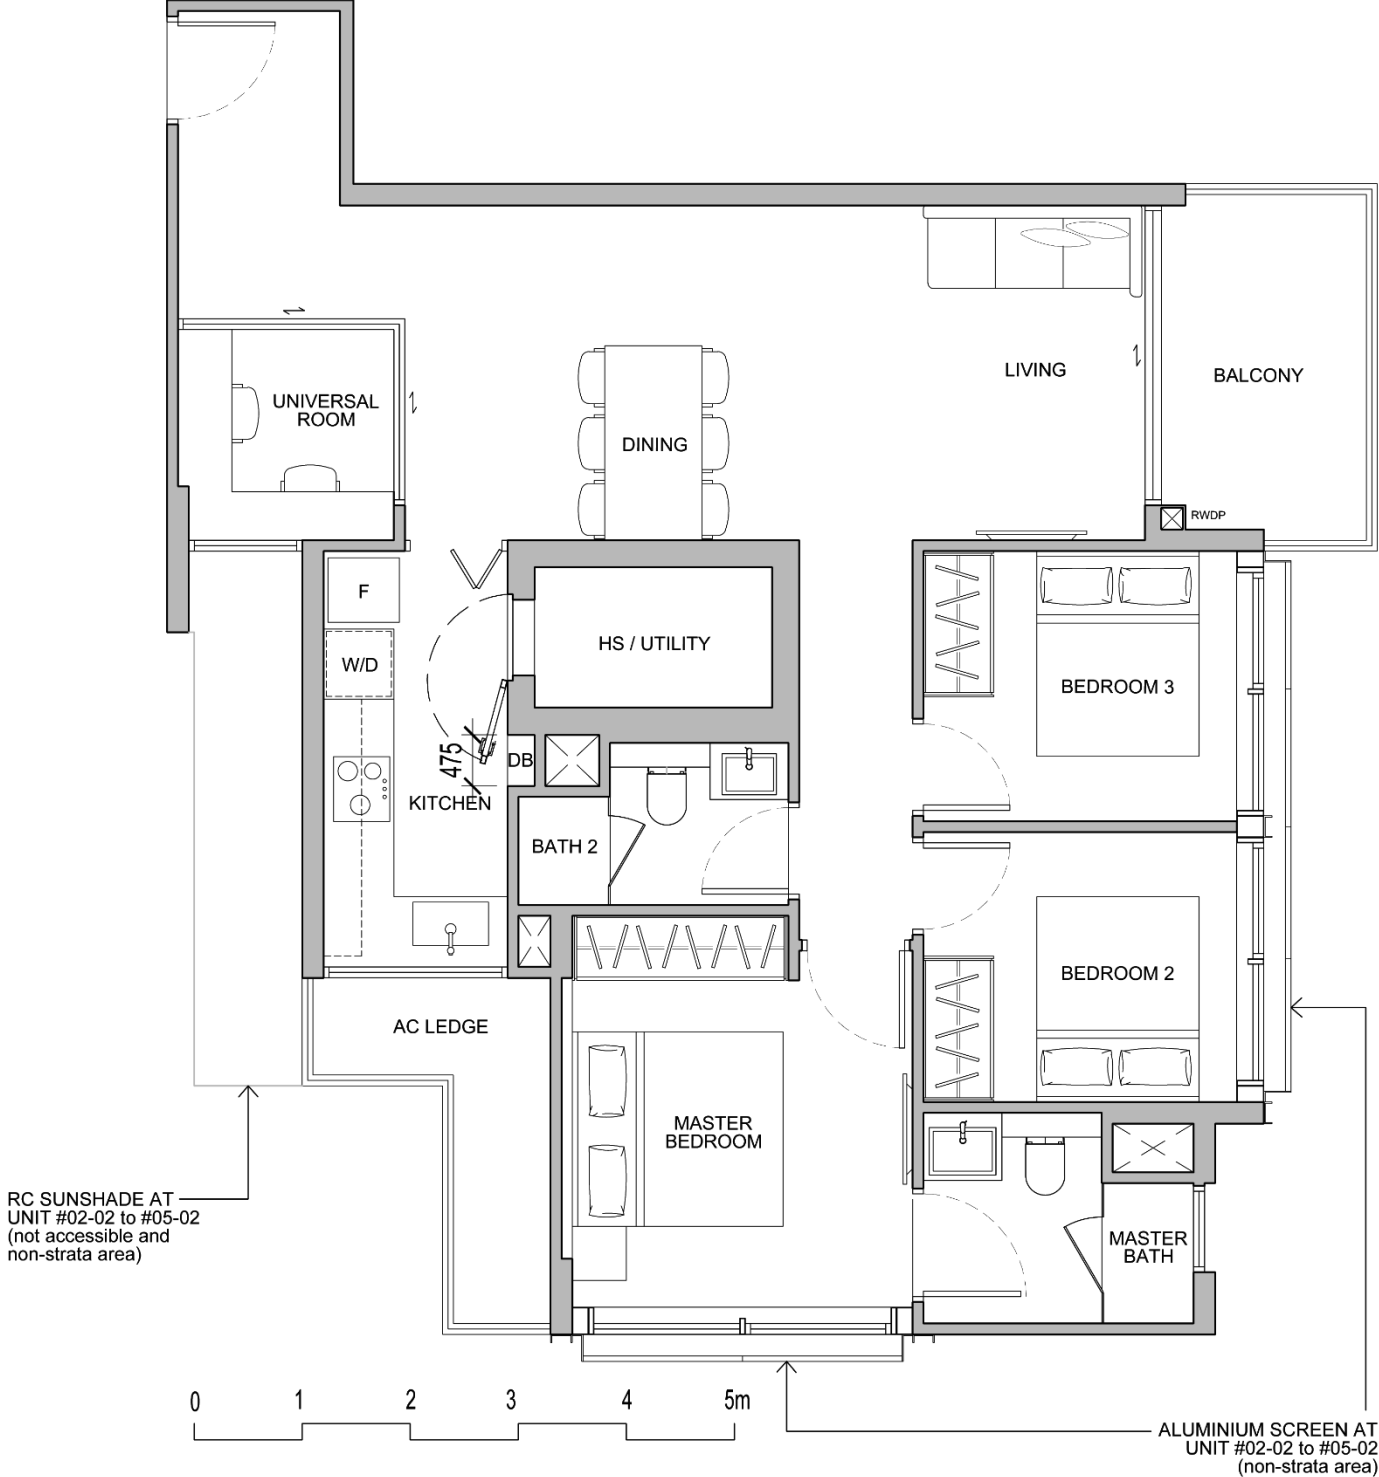 UNIVERSAL
ROOM
DINING
LIVING
BALCONY
RWDP
F
W/D
HS / UTILITY
475
DB
KITCHEN
BATH 2
BEDROOM 3
BEDROOM 2
AC LEDGE
MASTER
BEDROOM
MASTER
BATH
RC SUNSHADE AT
UNIT #02-02 to #05-02
(not accessible and
non-strata area)
0 1 2 3 4 5m
ALUMINIUM SCREEN AT
UNIT #02-02 to #05-02
(non-strata area)